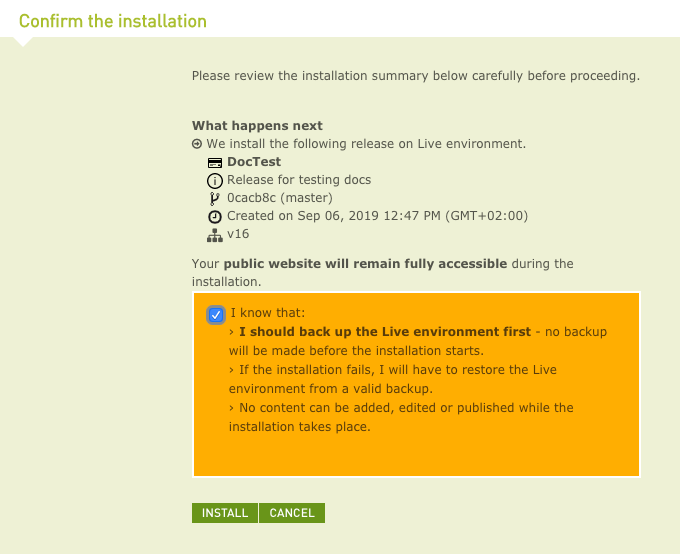 Confirm the installation
Please review the installation summary below carefully before proceeding.
What happens next
We install the following release on Live environment.
DocTest
Release for testing docs
0cacb8c (master)
Created on Sep 06, 2019 12:47 PM (GMT+02:00)
v16
Your public website will remain fully accessible during the
installation.
I know that:
› I should back up the Live environment first - no backup
will be made before the installation starts.
› If the installation fails, I will have to restore the Live
environment from a valid backup.
› No content can be added, edited or published while the
installation takes place.
INSTALL CANCEL